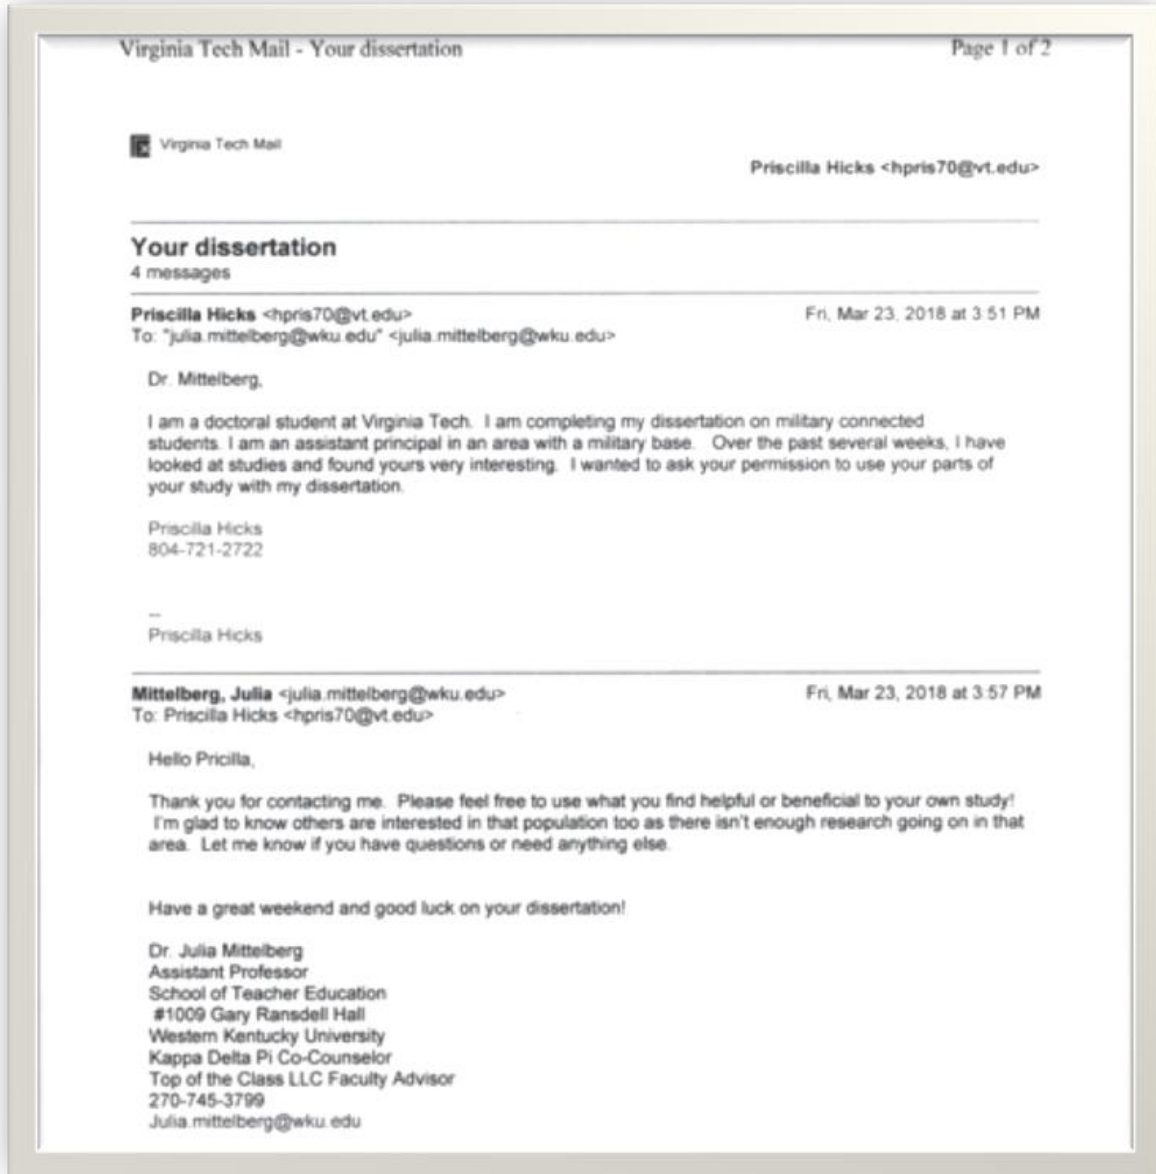 Virginia Tech Mail - Your dissertation Page 1 of 2
Virginia Tech Mail
Priscilla Hicks <hpris70@vt.edu>
Your dissertation
4 messages
Priscilla Hicks <hpris70@vt.edu> Fri, Mar 23, 2018 at 3:51 PM
To: "julia.mittelberg@wku.edu" <julia.mittelberg@wku.edu>
Dr. Mittelberg,
I am a doctoral student at Virginia Tech. I am completing my dissertation on military connected
students. I am an assistant principal in an area with a military base. Over the past several weeks, I have
looked at studies and found yours very interesting. I wanted to ask your permission to use your parts of
your study with my dissertation.
Priscilla Hicks
804-721-2722
--
Priscilla Hicks
Mittelberg, Julia <julia.mittelberg@wku.edu> Fri, Mar 23, 2018 at 3:57 PM
To: Priscilla Hicks <hpris70@vt.edu>
Hello Pricilla,
Thank you for contacting me. Please feel free to use what you find helpful or beneficial to your own study!
I'm glad to know others are interested in that population too as there isn't enough research going on in that
area. Let me know if you have questions or need anything else.
Have a great weekend and good luck on your dissertation!
Dr. Julia Mittelberg
Assistant Professor
School of Teacher Education
#1009 Gary Ransdell Hall
Western Kentucky University
Kappa Delta Pi Co-Counselor
Top of the Class LLC Faculty Advisor
270-745-3799
Julia.mittelberg@wku.edu